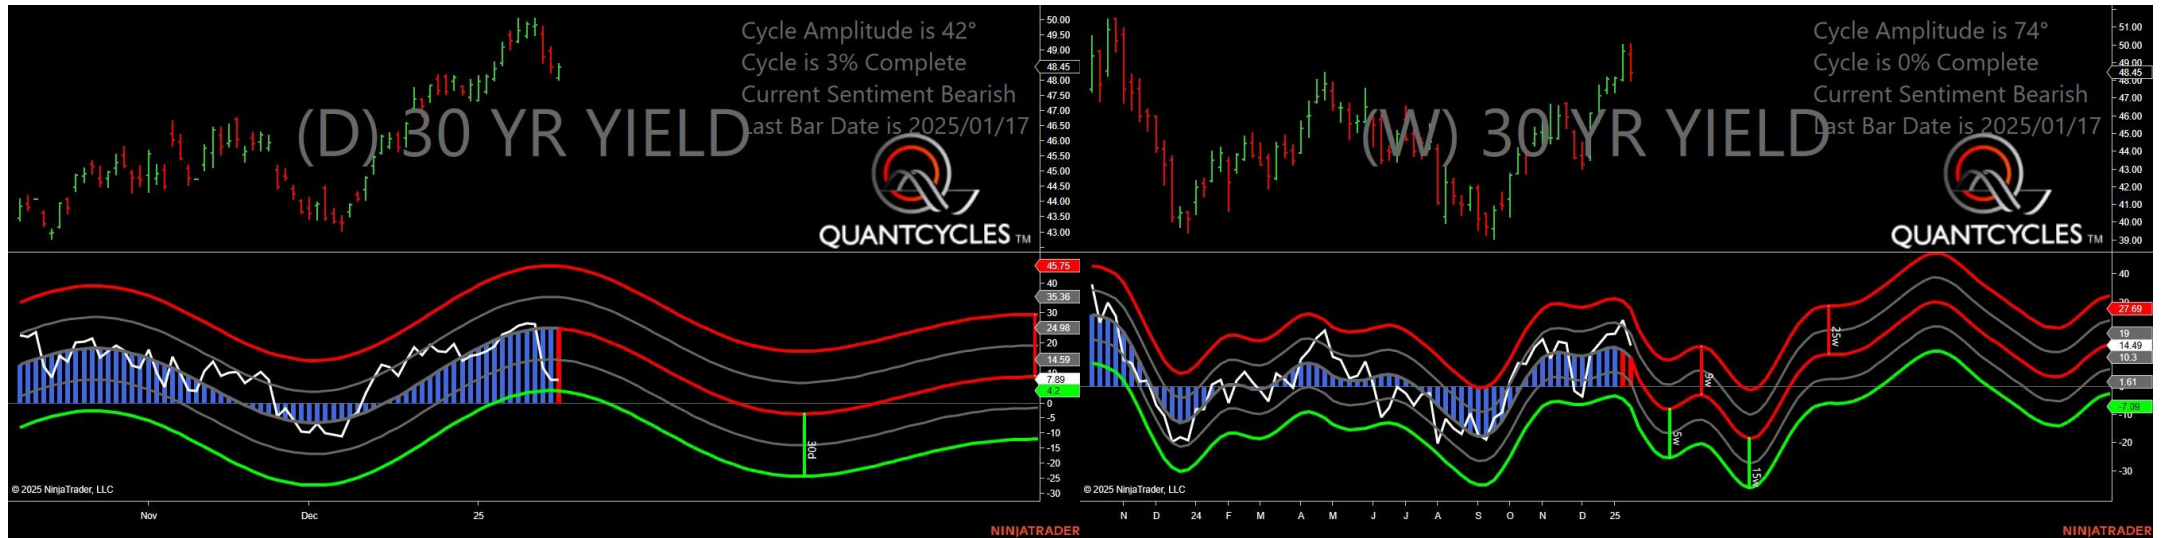 Cycle Amplitude is 42°
Cycle is 3% Complete
Current Sentiment Bearish
Last Bar Date is 2025/01/17
(D) 30 YR YIELD
QUANTCYCLES TM
50.00
49.50
49.00
48.45
48.00
47.50
47.00
46.50
46.00
45.50
45.00
44.50
44.00
43.50
43.00
45.75
40
35.36
30
24.98
20
14.59
7.89
4.2
0
-5
-10
-15
-20
-25
-30
30d
© 2025 NinjaTrader, LLC
Nov
Dec
25
NINJATRADER
Cycle Amplitude is 74°
Cycle is 0% Complete
Current Sentiment Bearish
Last Bar Date is 2025/01/17
(W) 30 YR YIELD
QUANTCYCLES TM
51.00
50.00
49.00
48.45
47.00
46.00
45.00
44.00
43.00
42.00
41.00
40.00
39.00
40
27.69
19
14.49
10.3
1.61
-7.09
-20
-30
5w
9w
15w
25w
© 2025 NinjaTrader, LLC
N D 24 F M A M J J A S O N D 25
NINJATRADER